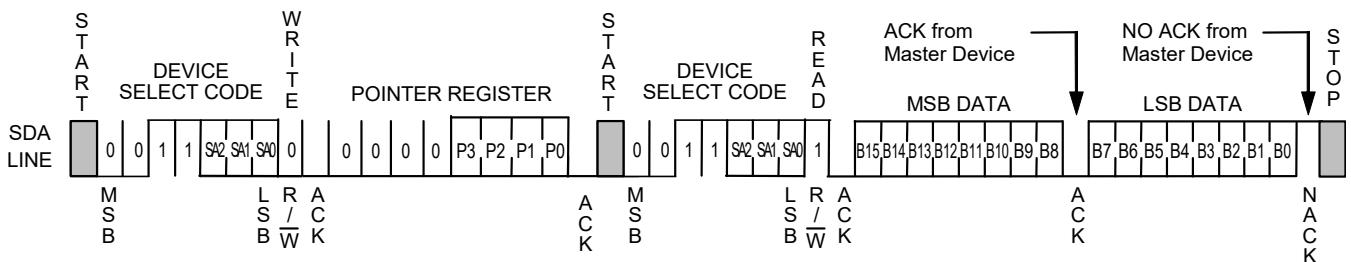 START
WRITE
START
READ
ACK from
Master Device
NO ACK from
Master Device
STOP
DEVICE
SELECT CODE
POINTER REGISTER
DEVICE
SELECT CODE
MSB DATA
LSB DATA
SDA
LINE
0 0 1 1 SA2 SA1 SA0 0 0 0 0 0 P3 P2 P1 P0 0 0 1 1 SA2 SA1 SA0 1 B15 B14 B13 B12 B11 B10 B9 B8 B7 B6 B5 B4 B3 B2 B1 B0
MSB
LSB
R/W
ACK
ACK
MSB
LSB
R/W
ACK
ACK
NACK